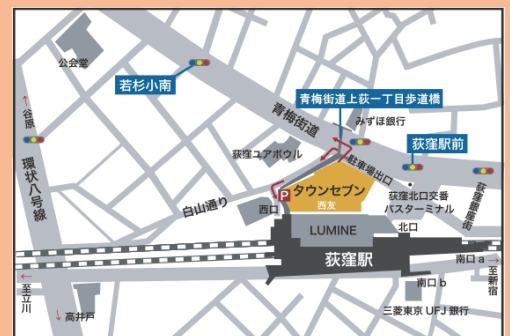 公会堂
若杉小南
青梅街道上荻一丁目歩道橋
みずほ銀行
青梅街道
荻窪駅前
↑谷原
環状八号線
荻窪ユアボウル
駐車場出口
白山通り
P
タウンセブン
西友
荻窪北口交番
バスターミナル
荻窪銀座街
西口
LUMINE
北口
荻窪駅
南口a
→至新宿
←至立川
↓高井戸
南口b
三菱東京UFJ銀行